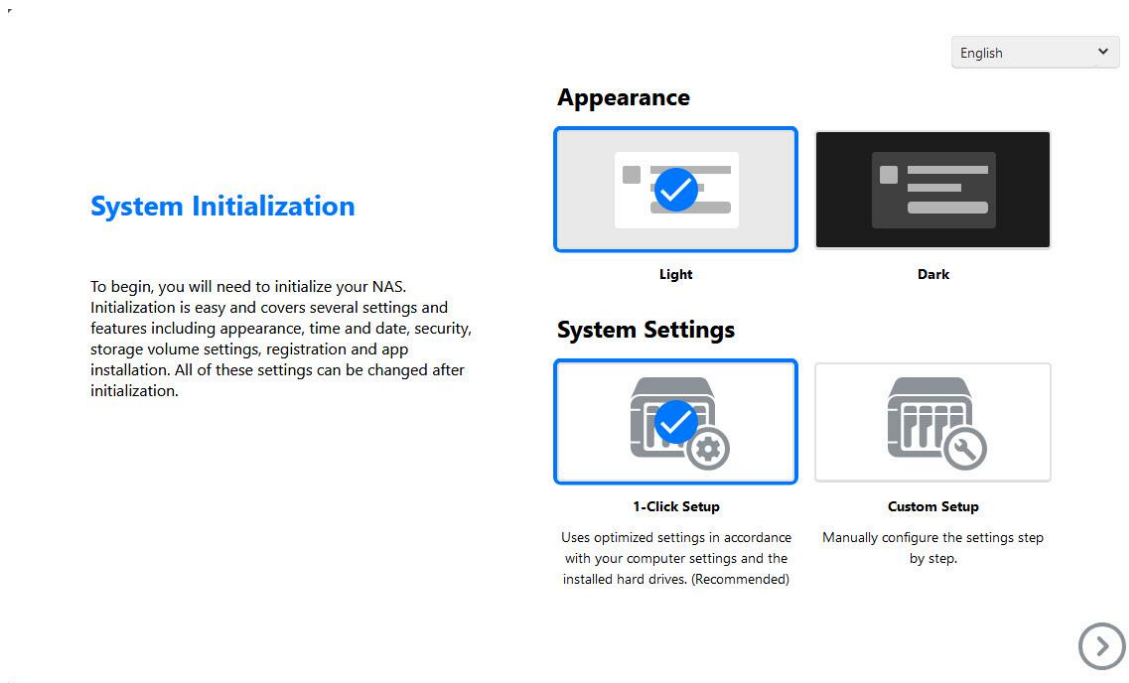 English
System Initialization
To begin, you will need to initialize your NAS.
Initialization is easy and covers several settings and
features including appearance, time and date, security,
storage volume settings, registration and app
installation. All of these settings can be changed after
initialization.
Appearance
Light
Dark
System Settings
1-Click Setup
Uses optimized settings in accordance
with your computer settings and the
installed hard drives. (Recommended)
Custom Setup
Manually configure the settings step
by step.